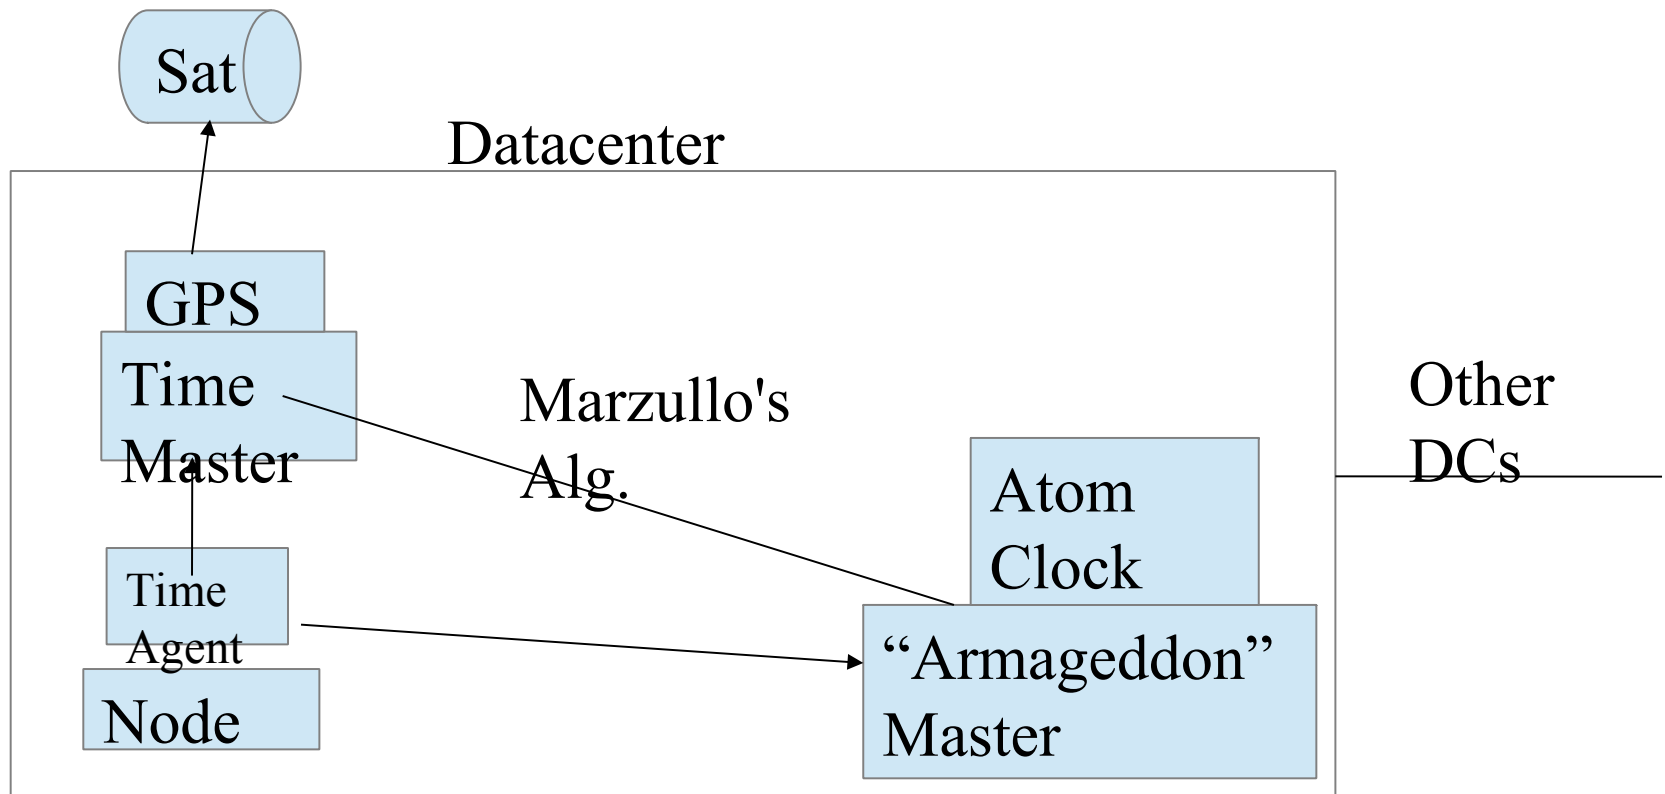 Sat
Datacenter
GPS
Time
Master
Marzullo's
Alg.
Other
DCs
Atom
Clock
Time
Agent
Node
“Armageddon”
Master